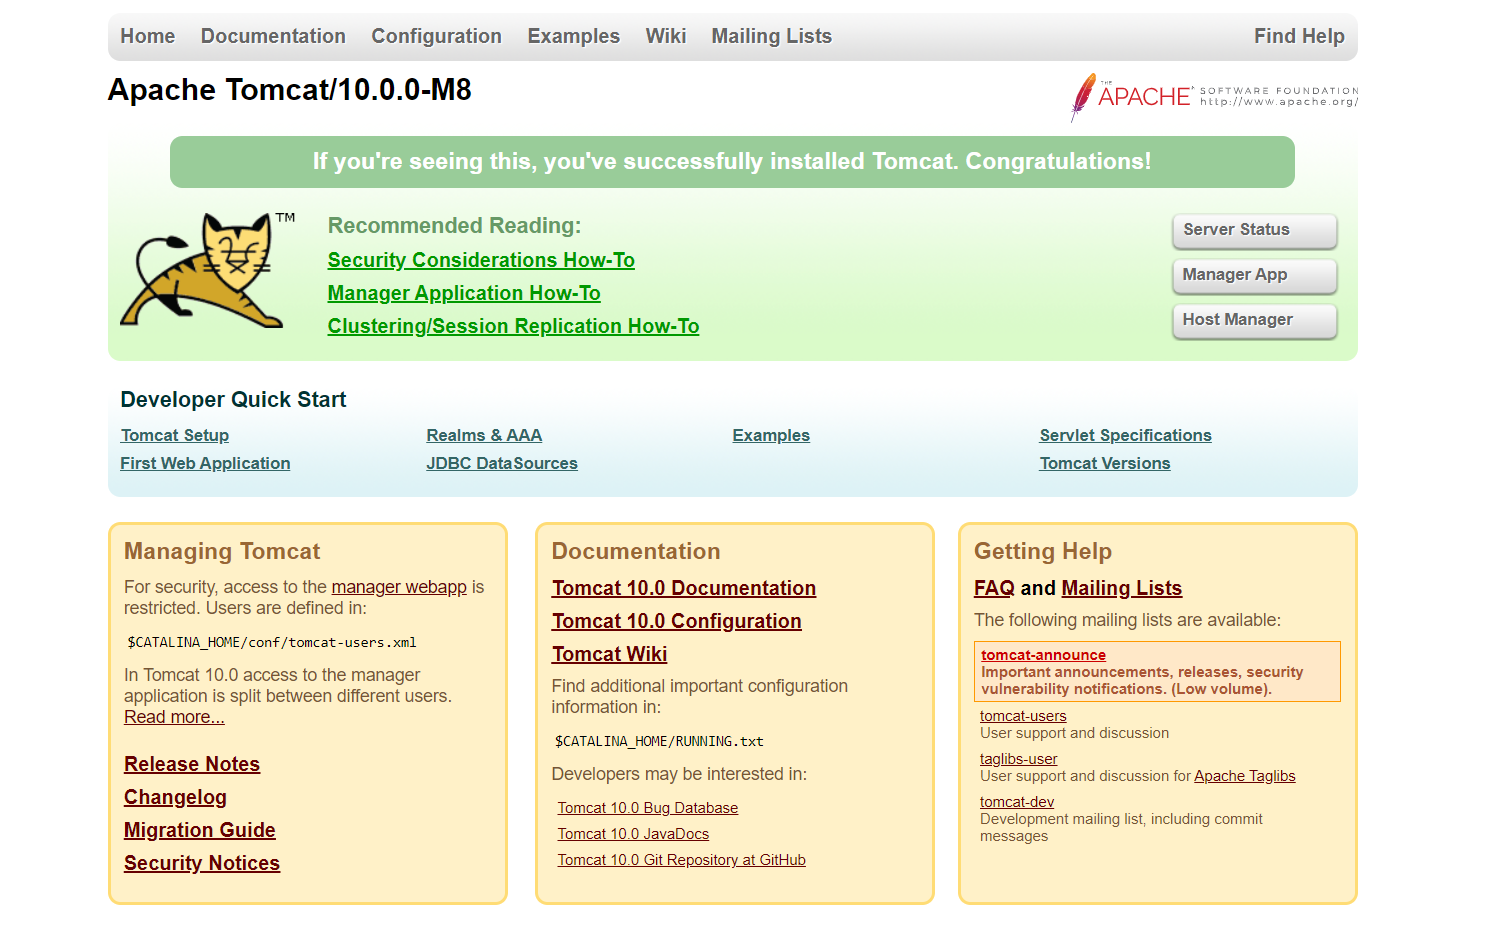 Home Documentation Configuration Examples Wiki Mailing Lists Find Help
Apache Tomcat/10.0.0-M8
THE APACHE® SOFTWARE FOUNDATION
http://www.apache.org/
If you're seeing this, you've successfully installed Tomcat. Congratulations!
TM
Recommended Reading:
Security Considerations How-To
Manager Application How-To
Clustering/Session Replication How-To
Server Status
Manager App
Host Manager
Developer Quick Start
Tomcat Setup
First Web Application
Realms & AAA
JDBC DataSources
Examples
Servlet Specifications
Tomcat Versions
Managing Tomcat
For security, access to the manager webapp is
restricted. Users are defined in:
$CATALINA_HOME/conf/tomcat-users.xml
In Tomcat 10.0 access to the manager
application is split between different users.
Read more...
Release Notes
Changelog
Migration Guide
Security Notices
Documentation
Tomcat 10.0 Documentation
Tomcat 10.0 Configuration
Tomcat Wiki
Find additional important configuration
information in:
$CATALINA_HOME/RUNNING.txt
Developers may be interested in:
Tomcat 10.0 Bug Database
Tomcat 10.0 JavaDocs
Tomcat 10.0 Git Repository at GitHub
Getting Help
FAQ and Mailing Lists
The following mailing lists are available:
tomcat-announce
Important announcements, releases, security
vulnerability notifications. (Low volume).
tomcat-users
User support and discussion
taglibs-user
User support and discussion for Apache Taglibs
tomcat-dev
Development mailing list, including commit
messages